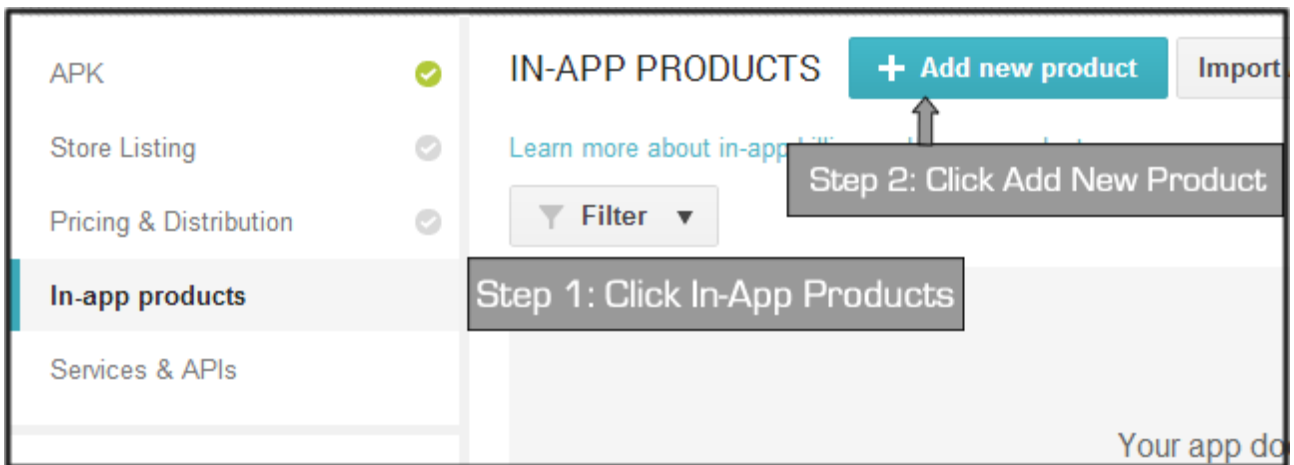 APK
Store Listing
Pricing & Distribution
In-app products
Services & APIs
IN-APP PRODUCTS
+ Add new product
Import
Learn more about in-app
Step 2: Click Add New Product
Filter
Step 1: Click In-App Products
Your app